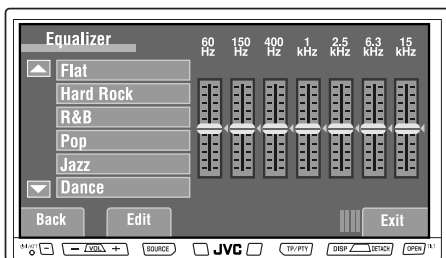 Equalizer
60 Hz 150 Hz 400 Hz 1 kHz 2.5 kHz 6.3 kHz 15 kHz
Flat
Hard Rock
R&B
Pop
Jazz
Dance
Back Edit Exit
− VOL + SOURCE JVC TP/PTY DISP DETACH OPEN TILT